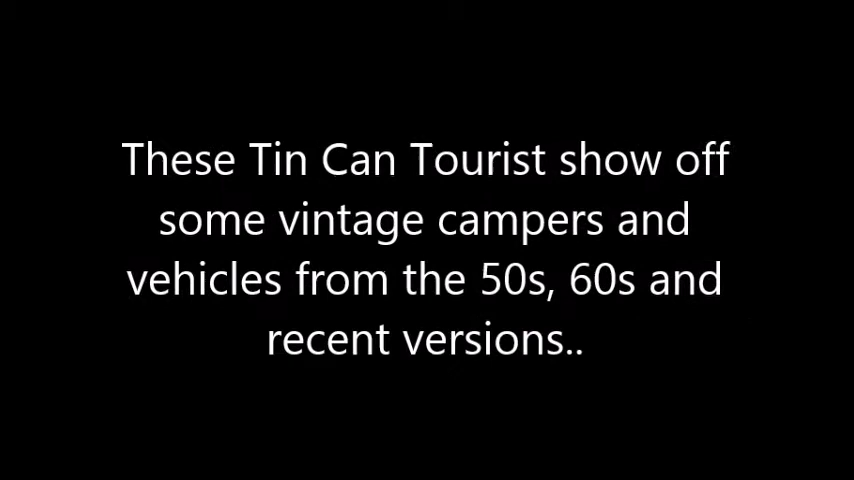 These Tin Can Tourist show off
some vintage campers and
vehicles from the 50s, 60s and
recent versions..